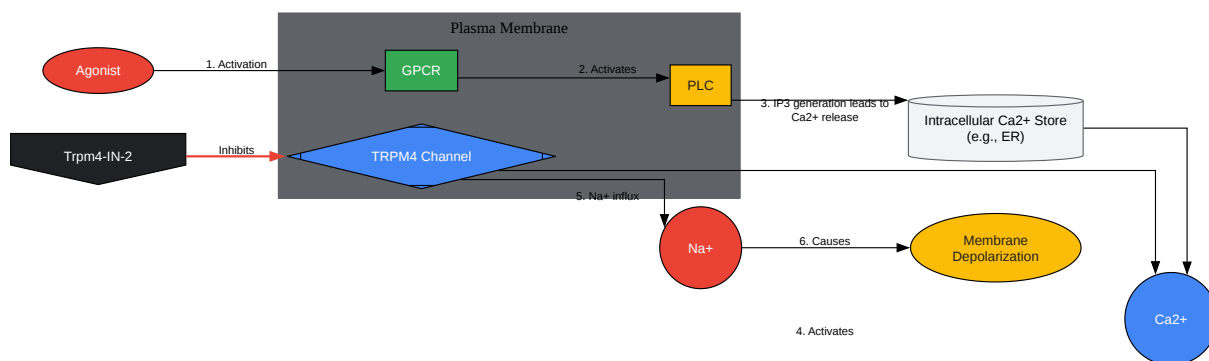 Plasma Membrane
Agonist
1. Activation
GPCR
2. Activates
PLC
3. IP3 generation leads to
Ca2+ release
Intracellular Ca2+ Store
(e.g., ER)
Trpm4-IN-2
Inhibits
TRPM4 Channel
5. Na+ influx
Na+
6. Causes
Membrane
Depolarization
4. Activates
Ca2+